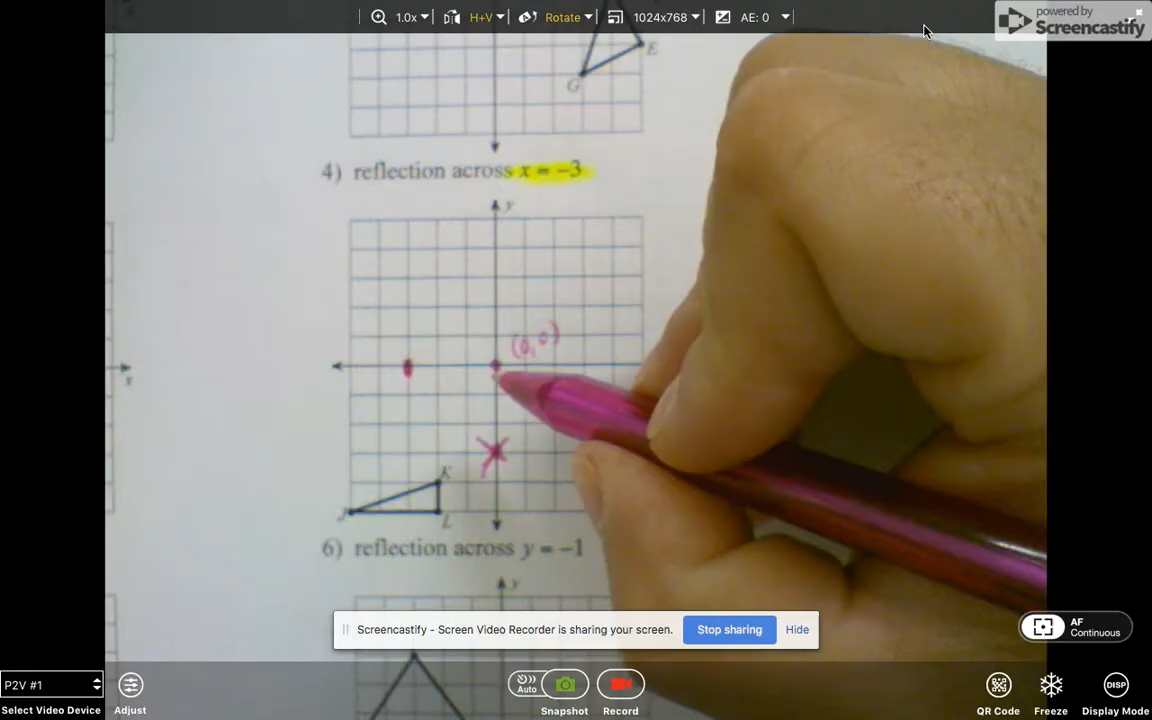 1.0x H+V Rotate 1024x768 AE: 0
powered by
Screencastify
E
G
4) reflection across x = −3
y
(0,0)
x
K
J
L
6) reflection across y = −1
y
Screencastify - Screen Video Recorder is sharing your screen. Stop sharing Hide
AF
Continuous
P2V #1 Auto DISP
Select Video Device Adjust Snapshot Record QR Code Freeze Display Mode